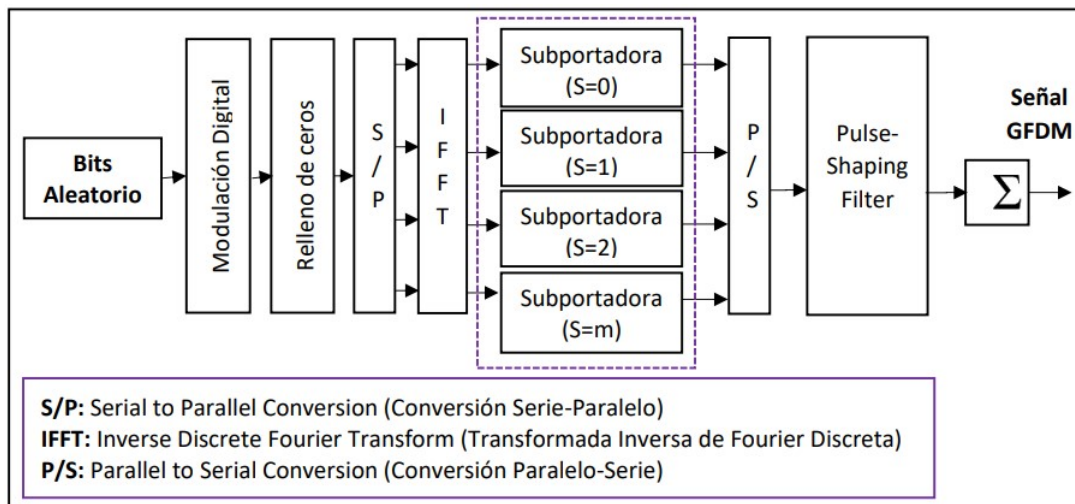 Bits
Aleatorio
Modulación Digital
Relleno de ceros
S
/
P
I
F
F
T
Subportadora
(S=0)
Subportadora
(S=1)
Subportadora
(S=2)
Subportadora
(S=m)
P
/
S
Pulse-
Shaping
Filter
Señal
GFDM
Σ
S/P: Serial to Parallel Conversion (Conversión Serie-Paralelo)
IFFT: Inverse Discrete Fourier Transform (Transformada Inversa de Fourier Discreta)
P/S: Parallel to Serial Conversion (Conversión Paralelo-Serie)